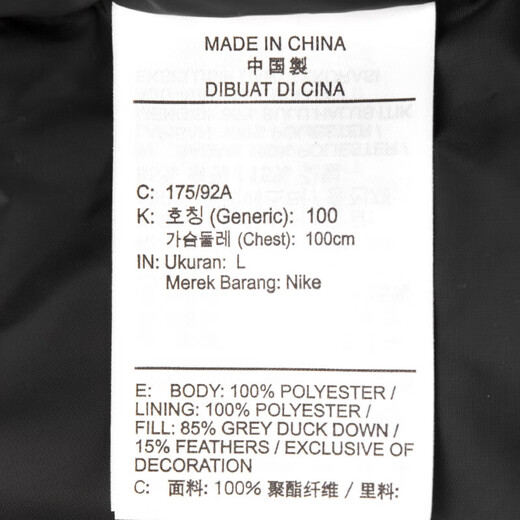 MADE IN CHINA
中国製
DIBUAT DI CINA
C: 175/92A
K: 호칭 (Generic): 100
가슴둘레 (Chest): 100cm
IN: Ukuran: L
Merek Barang: Nike
E: BODY: 100% POLYESTER /
LINING: 100% POLYESTER /
FILL: 85% GREY DUCK DOWN /
15% FEATHERS / EXCLUSIVE OF
DECORATION
C: 面料: 100% 聚酯纤维 / 里料: